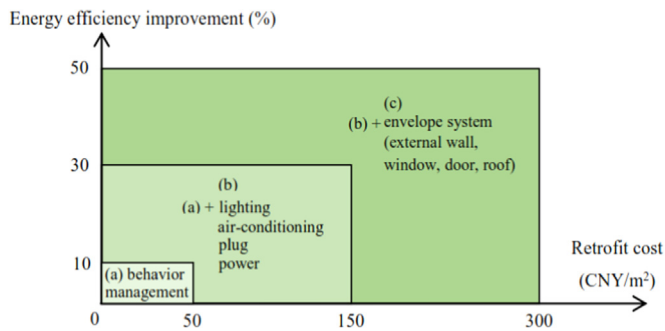 Energy efficiency improvement (%)
50
(c)
(b) + envelope system
(external wall,
window, door, roof)
30
(b)
(a) + lighting
air-conditioning
plug
power
10
(a) behavior
management
Retrofit cost
(CNY/m²)
0
50
150
300